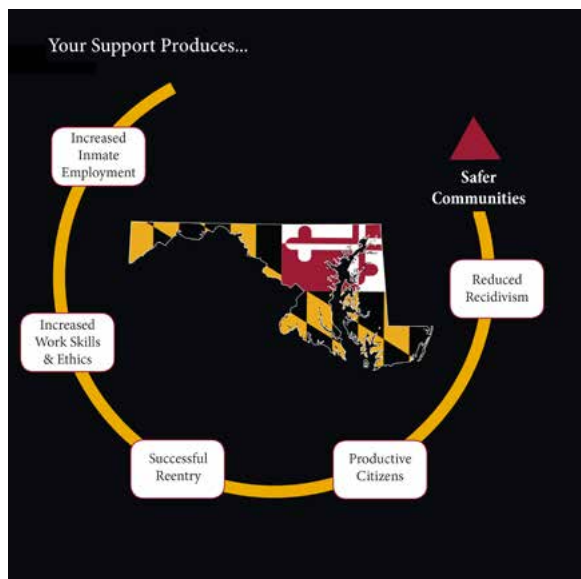 Your Support Produces...
Increased
Inmate
Employment
Increased
Work Skills
& Ethics
Successful
Reentry
Productive
Citizens
Reduced
Recidivism
Safer
Communities